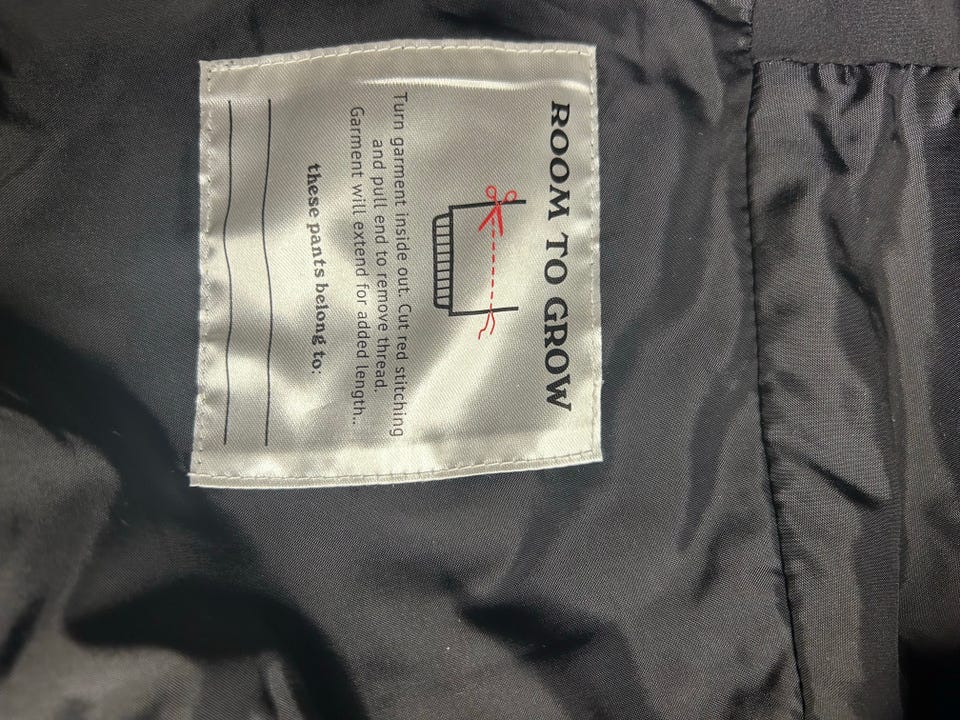 ROOM TO GROW
Turn garment inside out. Cut red stitching
and pull end to remove thread.
Garment will extend for added length..
these pants belong to: